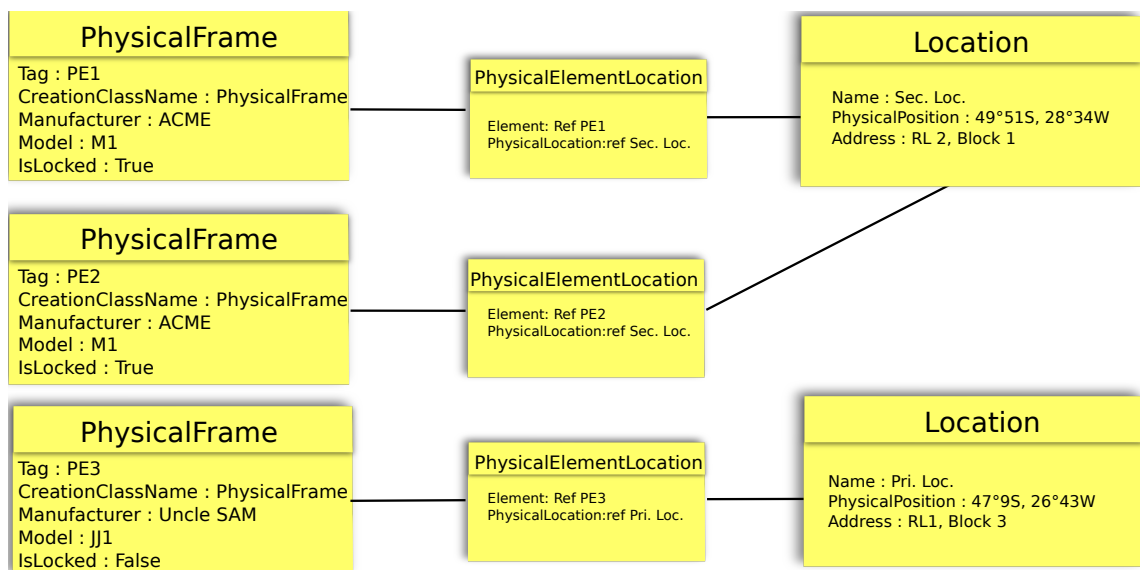 PhysicalFrame
Tag : PE1
CreationClassName : PhysicalFrame
Manufacturer : ACME
Model : M1
IsLocked : True
PhysicalElementLocation
Element: Ref PE1
PhysicalLocation:ref Sec. Loc.
Location
Name : Sec. Loc.
PhysicalPosition : 49°51S, 28°34W
Address : RL 2, Block 1
PhysicalFrame
Tag : PE2
CreationClassName : PhysicalFrame
Manufacturer : ACME
Model : M1
IsLocked : True
PhysicalElementLocation
Element: Ref PE2
PhysicalLocation:ref Sec. Loc.
PhysicalFrame
Tag : PE3
CreationClassName : PhysicalFrame
Manufacturer : Uncle SAM
Model : JJ1
IsLocked : False
PhysicalElementLocation
Element: Ref PE3
PhysicalLocation:ref Pri. Loc.
Location
Name : Pri. Loc.
PhysicalPosition : 47°9S, 26°43W
Address : RL1, Block 3